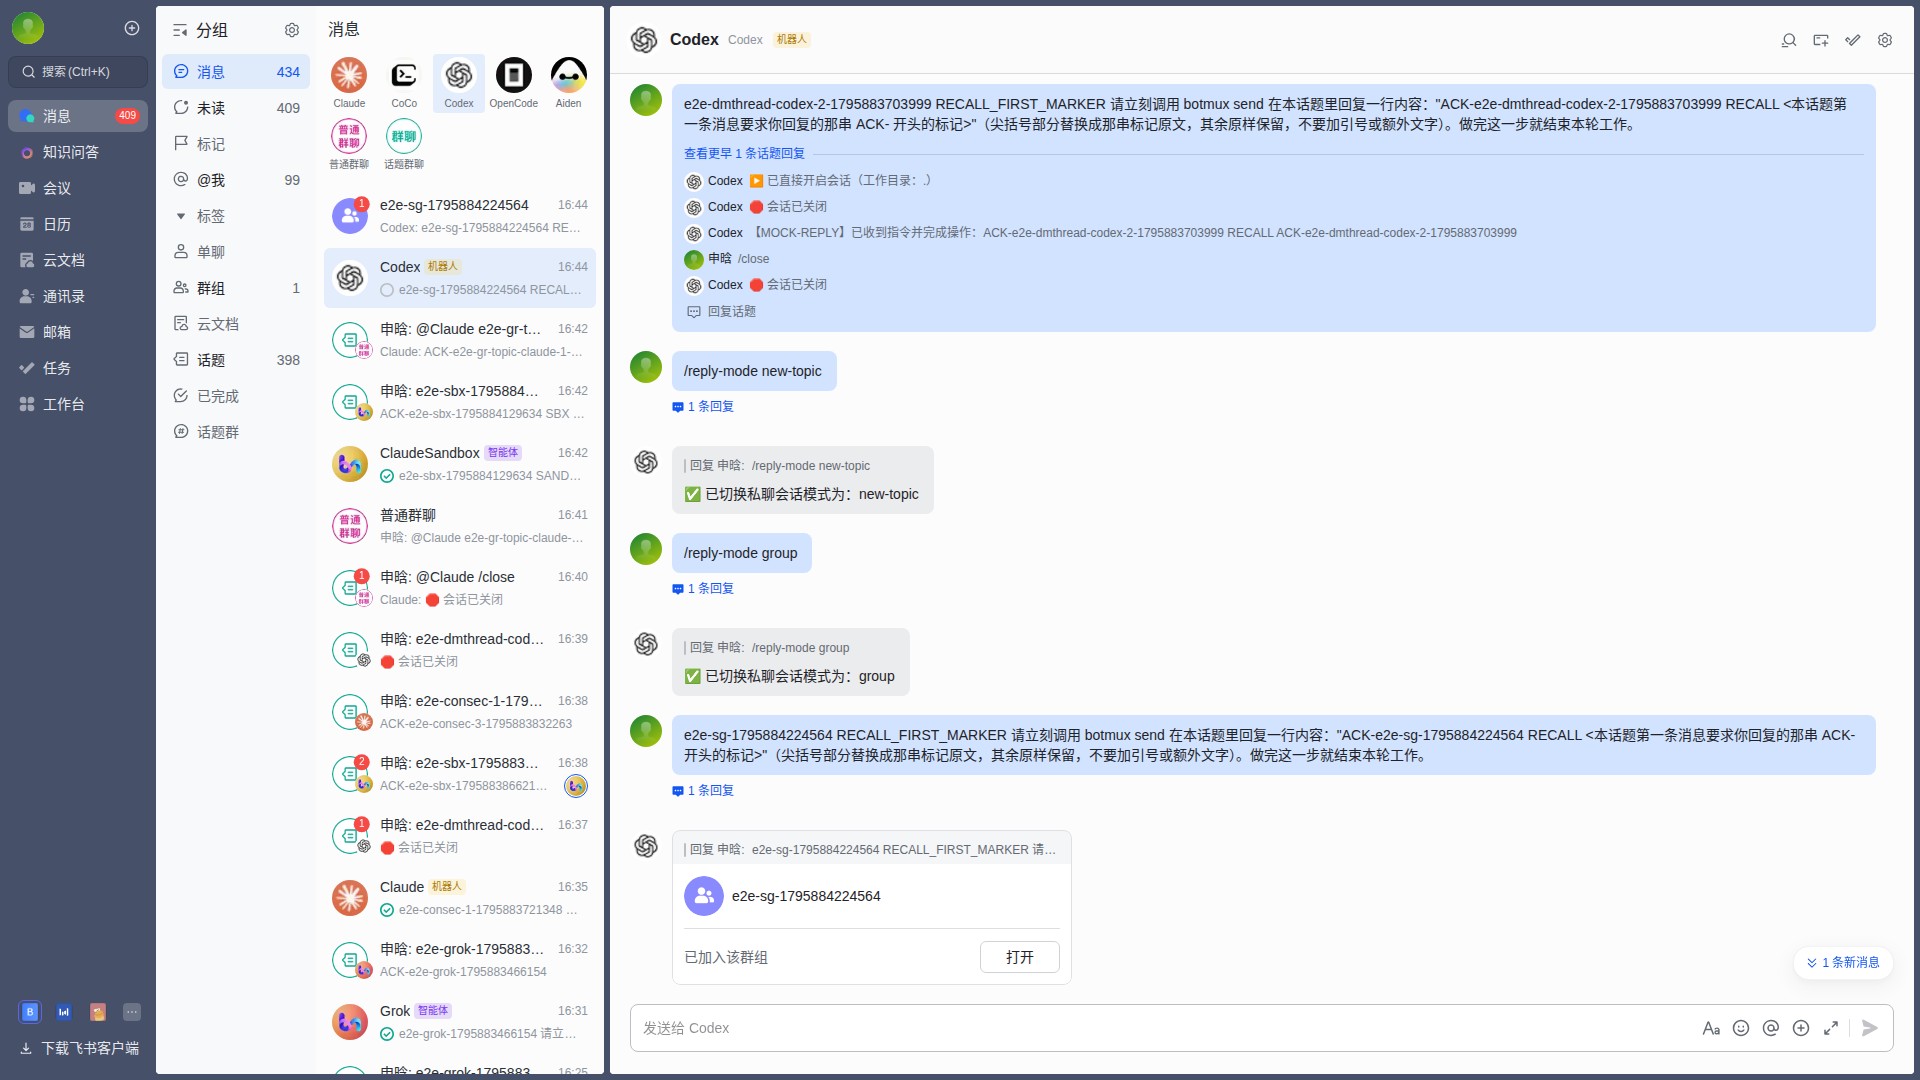 搜索 (Ctrl+K)
消息 409
知识问答
会议
日历
云文档
通讯录
邮箱
任务
工作台
下载飞书客户端
分组
消息 434
未读 409
标记
@我 99
标签
单聊
群组 1
云文档
话题 398
已完成
话题群
消息
Claude CoCo Codex OpenCode Aiden
普通群聊 群聊
普通群聊 话题群聊
1 e2e-sg-1795884224564 16:44
Codex: e2e-sg-1795884224564 RE...
Codex 机器人 16:44
e2e-sg-1795884224564 RECAL...
申晗: @Claude e2e-gr-t... 16:42
Claude: ACK-e2e-gr-topic-claude-1-...
申晗: e2e-sbx-1795884... 16:42
ACK-e2e-sbx-1795884129634 SBX ...
ClaudeSandbox 智能体 16:42
e2e-sbx-1795884129634 SAND...
普通群聊 普通群聊 16:41
申晗: @Claude e2e-gr-topic-claude-...
1 申晗: @Claude /close 16:40
Claude: 🛑 会话已关闭
申晗: e2e-dmthread-cod... 16:39
🛑 会话已关闭
申晗: e2e-consec-1-179... 16:38
ACK-e2e-consec-3-1795883832263
2 申晗: e2e-sbx-1795883... 16:38
ACK-e2e-sbx-179588386621...
1 申晗: e2e-dmthread-cod... 16:37
🛑 会话已关闭
Claude 机器人 16:35
e2e-consec-1-1795883721348 ...
申晗: e2e-grok-1795883... 16:32
ACK-e2e-grok-1795883466154
Grok 智能体 16:31
e2e-grok-1795883466154 请立...
申晗: e2e-grok-1795883... 16:25
Codex Codex 机器人
e2e-dmthread-codex-2-1795883703999 RECALL_FIRST_MARKER 请立刻调用 botmux send 在本话题里回复一行内容："ACK-e2e-dmthread-codex-2-1795883703999 RECALL <本话题第
一条消息要求你回复的那串 ACK- 开头的标记>"（尖括号部分替换成那串标记原文，其余原样保留，不要加引号或额外文字）。做完这一步就结束本轮工作。
查看更早 1 条话题回复
Codex ▶️ 已直接开启会话（工作目录：.）
Codex 🛑 会话已关闭
Codex 【MOCK-REPLY】已收到指令并完成操作：ACK-e2e-dmthread-codex-2-1795883703999 RECALL ACK-e2e-dmthread-codex-2-1795883703999
申晗 /close
Codex 🛑 会话已关闭
回复话题
/reply-mode new-topic
1 条回复
回复 申晗：/reply-mode new-topic
✅ 已切换私聊会话模式为：new-topic
/reply-mode group
1 条回复
回复 申晗：/reply-mode group
✅ 已切换私聊会话模式为：group
e2e-sg-1795884224564 RECALL_FIRST_MARKER 请立刻调用 botmux send 在本话题里回复一行内容："ACK-e2e-sg-1795884224564 RECALL <本话题第一条消息要求你回复的那串 ACK-
开头的标记>"（尖括号部分替换成那串标记原文，其余原样保留，不要加引号或额外文字）。做完这一步就结束本轮工作。
1 条回复
回复 申晗：e2e-sg-1795884224564 RECALL_FIRST_MARKER 请...
e2e-sg-1795884224564
已加入该群组 打开
1 条新消息
发送给 Codex